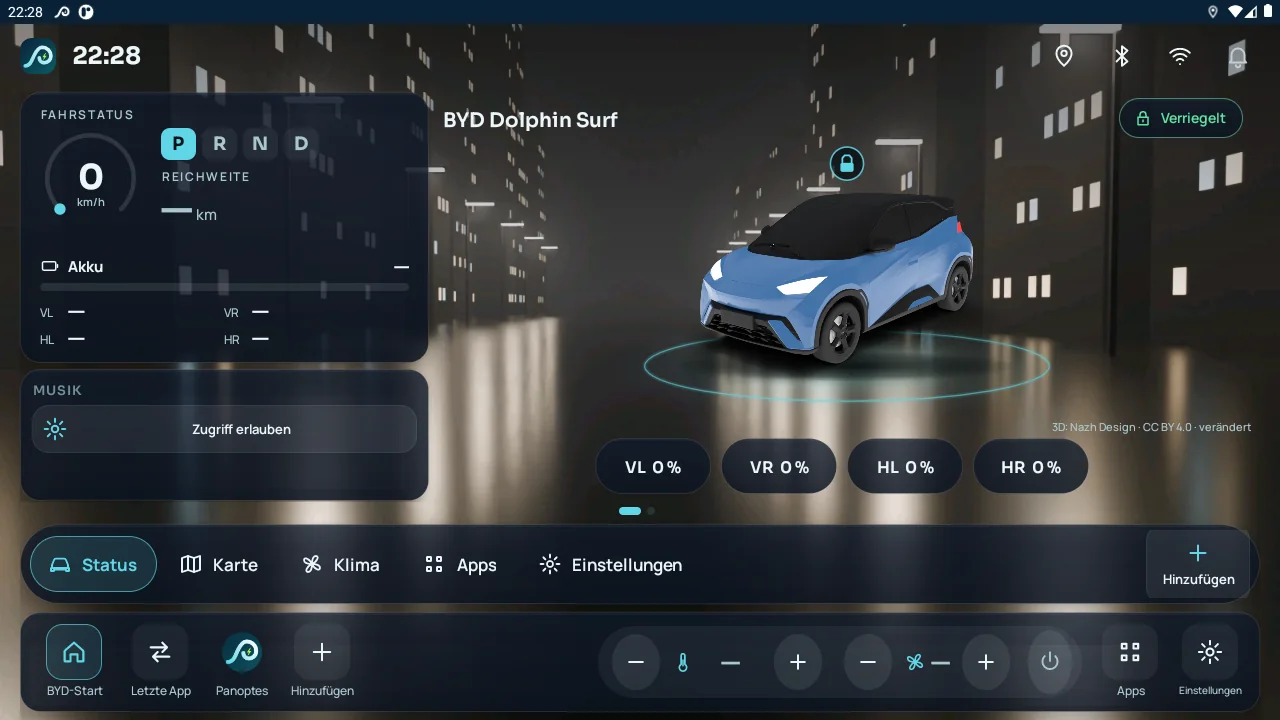 22:28
22:28
FAHRSTATUS
P R N D
0
km/h
REICHWEITE
— km
Akku —
VL — VR —
HL — HR —
MUSIK
Zugriff erlauben
BYD Dolphin Surf
Verriegelt
3D: Nazh Design · CC BY 4.0 · verändert
VL 0% VR 0% HL 0% HR 0%
Status Karte Klima Apps Einstellungen
Hinzufügen
BYD-Start Letzte App Panoptes Hinzufügen
− — + − — +
Apps Einstellungen